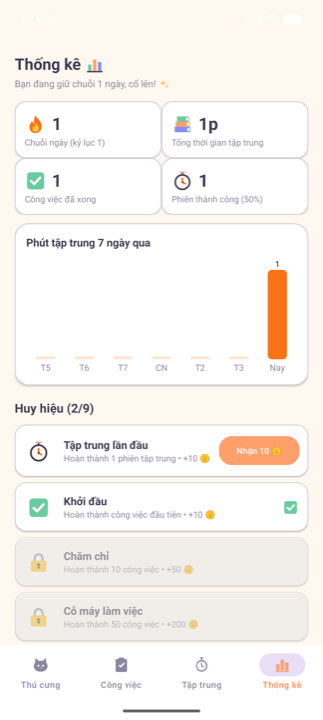 Thống kê
Bạn đang giữ chuỗi 1 ngày, cố lên!
1
Chuỗi ngày (kỷ lục 1)
1p
Tổng thời gian tập trung
1
Công việc đã xong
1
Phiên thành công (50%)
Phút tập trung 7 ngày qua
1
T5 T6 T7 CN T2 T3 Nay
Huy hiệu (2/9)
Tập trung lần đầu
Hoàn thành 1 phiên tập trung • +10
Nhận 10
Khởi đầu
Hoàn thành công việc đầu tiên • +10
Chăm chỉ
Hoàn thành 10 công việc • +50
Cỗ máy làm việc
Hoàn thành 50 công việc • +200
Thú cưng Công việc Tập trung Thống kê